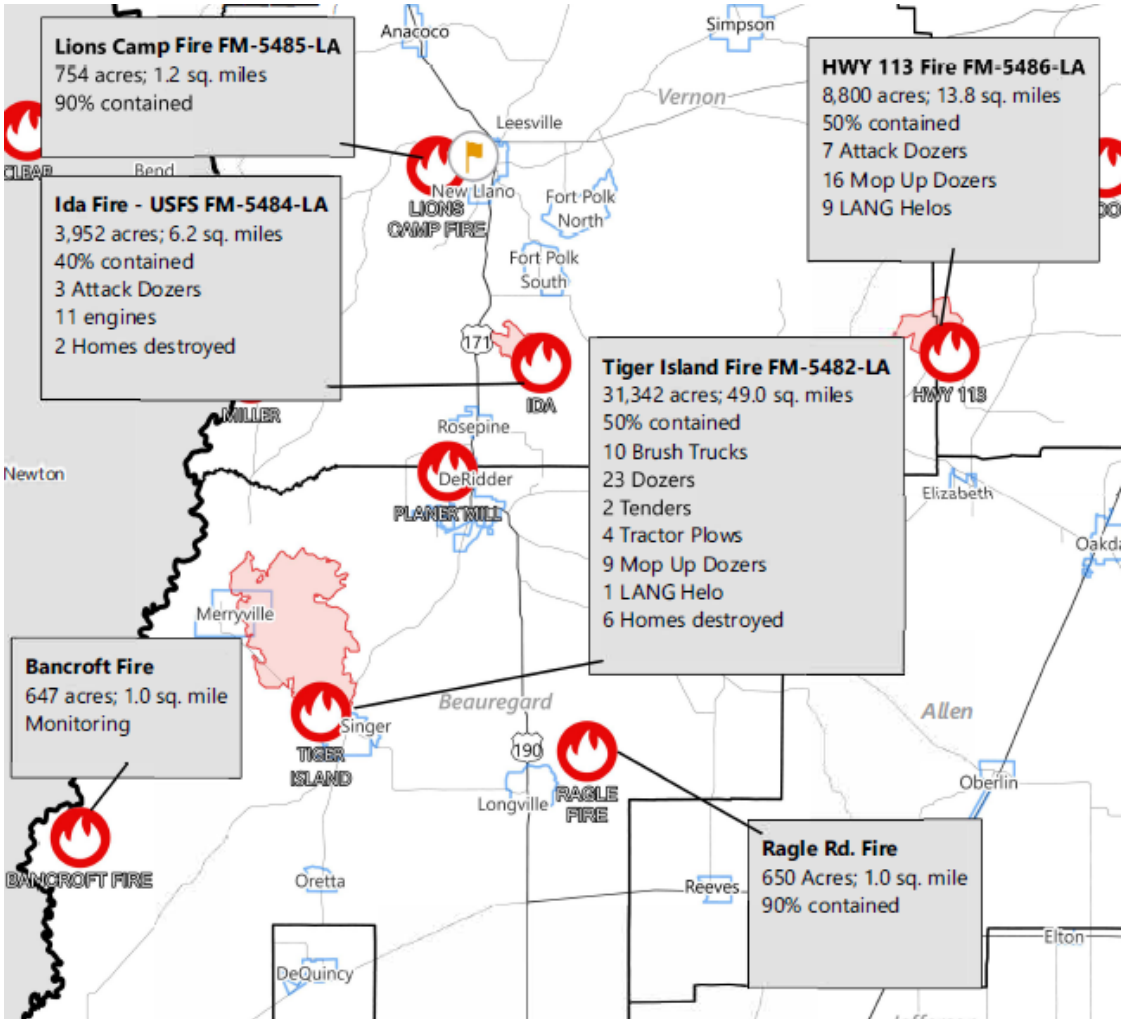 Lions Camp Fire FM-5485-LA
754 acres; 1.2 sq. miles
90% contained
Anacoco
Simpson
HWY 113 Fire FM-5486-LA
8,800 acres; 13.8 sq. miles
50% contained
7 Attack Dozers
16 Mop Up Dozers
9 LANG Helos
Vernon
Leesville
CLEAR
Bend
New Llano
LIONS
CAMP FIRE
Fort Polk
North
Fort Polk
South
Ida Fire - USFS FM-5484-LA
3,952 acres; 6.2 sq. miles
40% contained
3 Attack Dozers
11 engines
2 Homes destroyed
171
IDA
HWY 113
MILLER
Rosepine
Tiger Island Fire FM-5482-LA
31,342 acres; 49.0 sq. miles
50% contained
10 Brush Trucks
23 Dozers
2 Tenders
4 Tractor Plows
9 Mop Up Dozers
1 LANG Helo
6 Homes destroyed
Newton
DeRidder
PLANER MILL
Elizabeth
Oakda
Merryville
Bancroft Fire
647 acres; 1.0 sq. mile
Monitoring
Beauregard
Allen
Singer
TIGER
ISLAND
190
Longville
RAGLE
FIRE
Oberlin
BANCROFT FIRE
Ragle Rd. Fire
650 Acres; 1.0 sq. mile
90% contained
Oretta
Reeves
Elton
DeQuincy